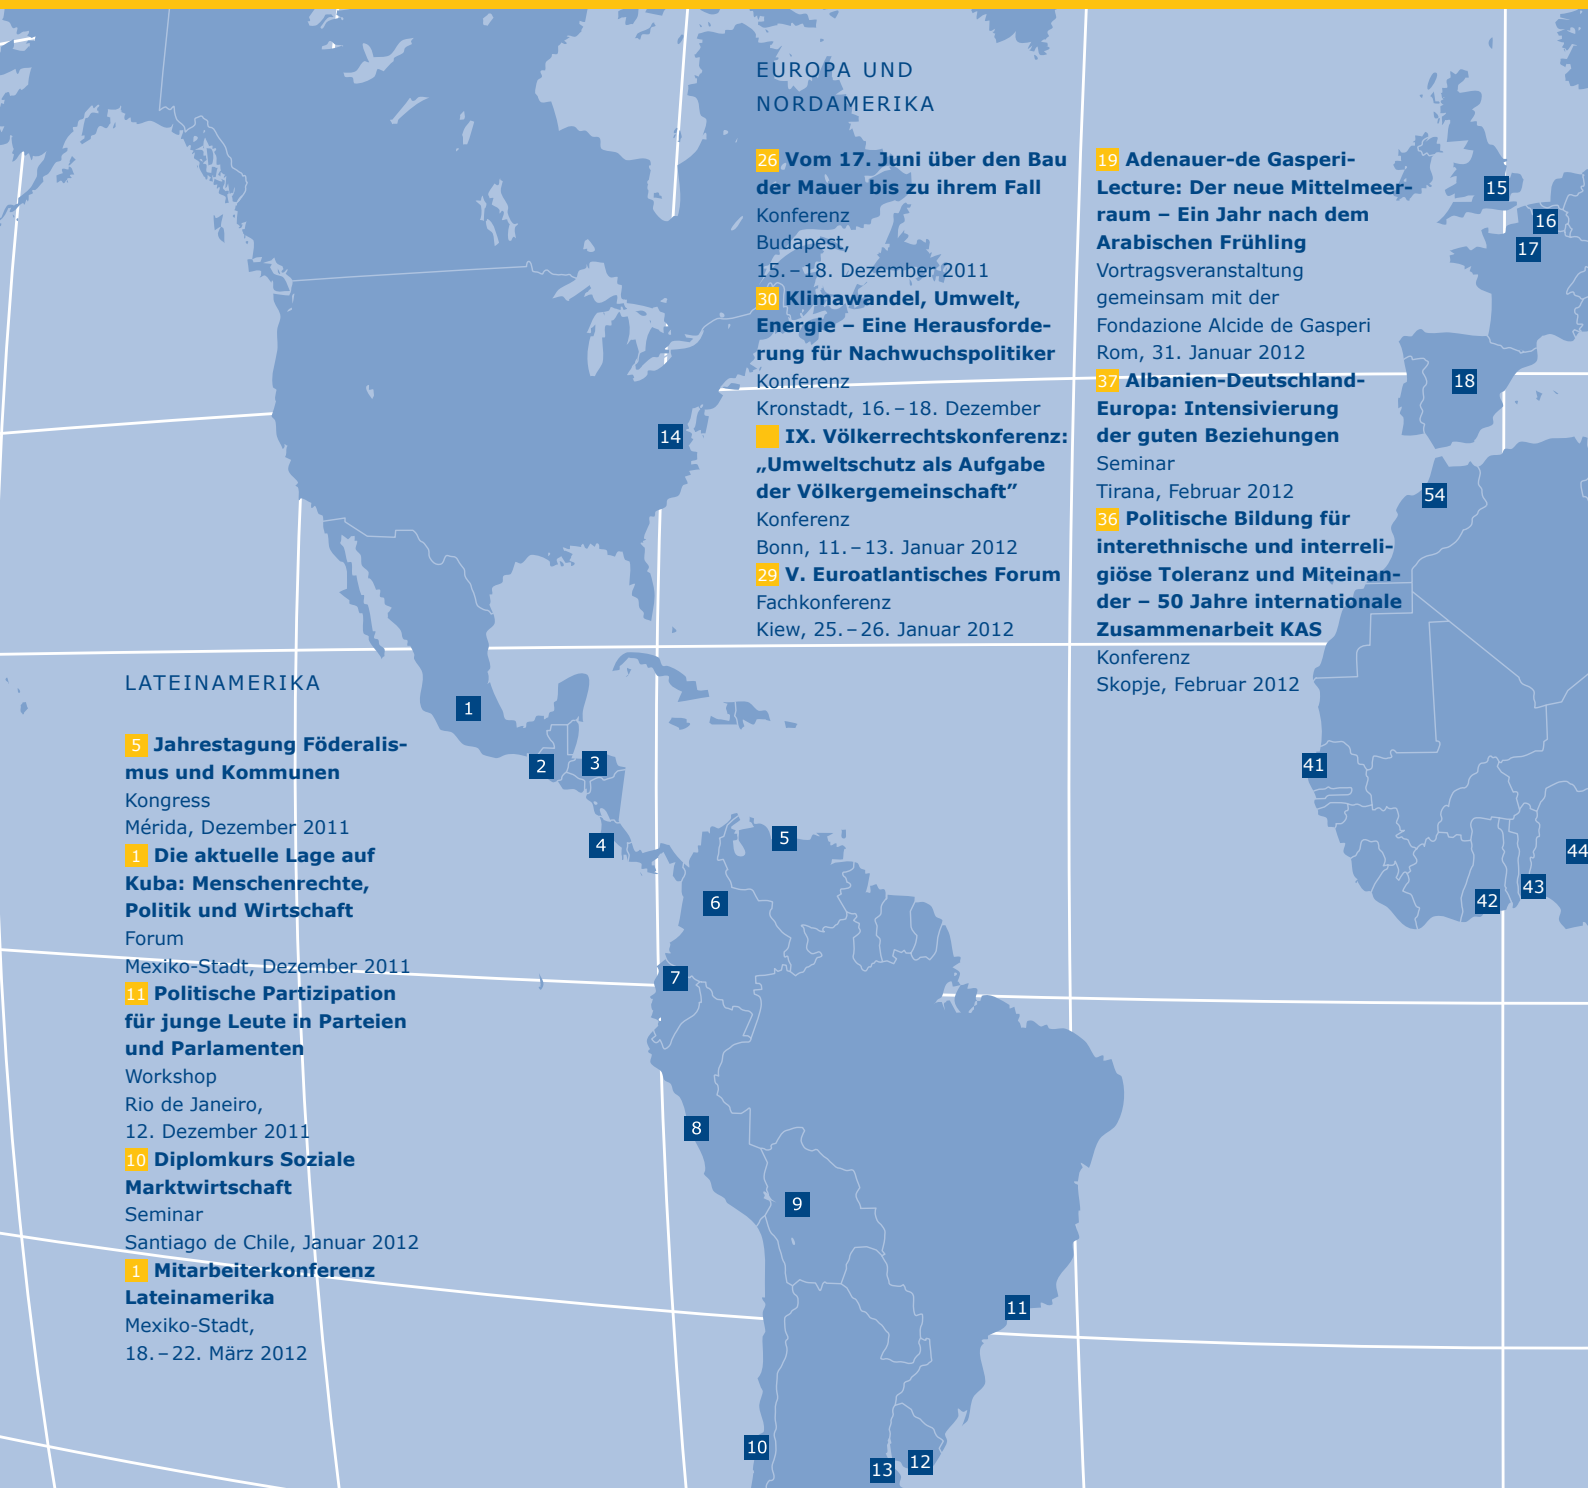 EUROPA UND
NORDAMERIKA
26 Vom 17. Juni über den Bau
der Mauer bis zu ihrem Fall
Konferenz
Budapest,
15. – 18. Dezember 2011
30 Klimawandel, Umwelt,
Energie – Eine Herausforde-
rung für Nachwuchspolitiker
Konferenz
Kronstadt, 16. – 18. Dezember
IX. Völkerrechtskonferenz:
„Umweltschutz als Aufgabe
der Völkergemeinschaft”
Konferenz
Bonn, 11. – 13. Januar 2012
29 V. Euroatlantisches Forum
Fachkonferenz
Kiew, 25. – 26. Januar 2012
19 Adenauer-de Gasperi-
Lecture: Der neue Mittelmeer-
raum – Ein Jahr nach dem
Arabischen Frühling
Vortragsveranstaltung
gemeinsam mit der
Fondazione Alcide de Gasperi
Rom, 31. Januar 2012
37 Albanien-Deutschland-
Europa: Intensivierung
der guten Beziehungen
Seminar
Tirana, Februar 2012
36 Politische Bildung für
interethnische und interreli-
giöse Toleranz und Miteinan-
der – 50 Jahre internationale
Zusammenarbeit KAS
Konferenz
Skopje, Februar 2012
LATEINAMERIKA
5 Jahrestagung Föderalis-
mus und Kommunen
Kongress
Mérida, Dezember 2011
1 Die aktuelle Lage auf
Kuba: Menschenrechte,
Politik und Wirtschaft
Forum
Mexiko-Stadt, Dezember 2011
11 Politische Partizipation
für junge Leute in Parteien
und Parlamenten
Workshop
Rio de Janeiro,
12. Dezember 2011
10 Diplomkurs Soziale
Marktwirtschaft
Seminar
Santiago de Chile, Januar 2012
1 Mitarbeiterkonferenz
Lateinamerika
Mexiko-Stadt,
18. – 22. März 2012
15
16
17
18
14
54
1
2
3
4
5
6
7
8
9
10
11
12
13
41
42
43
44